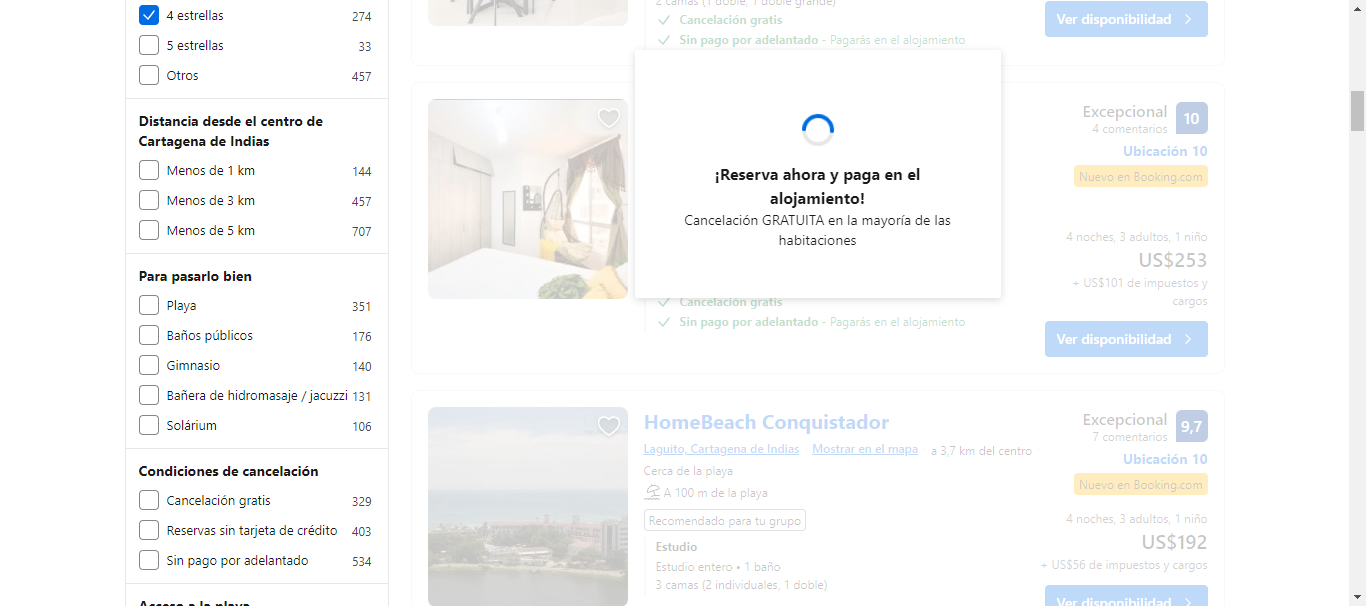 4 estrellas 274
5 estrellas 33
Otros 457
Distancia desde el centro de
Cartagena de Indias
Menos de 1 km 144
Menos de 3 km 457
Menos de 5 km 707
Para pasarlo bien
Playa 351
Baños públicos 176
Gimnasio 140
Bañera de hidromasaje / jacuzzi 131
Solárium 106
Condiciones de cancelación
Cancelación gratis 329
Reservas sin tarjeta de crédito 403
Sin pago por adelantado 534
Acceso a la playa
2 camas (1 doble, 1 doble grande)
Cancelación gratis
Sin pago por adelantado - Pagarás en el alojamiento
Ver disponibilidad
¡Reserva ahora y paga en el
alojamiento!
Cancelación GRATUITA en la mayoría de las
habitaciones
Cancelación gratis
Sin pago por adelantado - Pagarás en el alojamiento
Excepcional 10
4 comentarios
Ubicación 10
Nuevo en Booking.com
4 noches, 3 adultos, 1 niño
US$253
+ US$101 de impuestos y
cargos
Ver disponibilidad
HomeBeach Conquistador
Laguito, Cartagena de Indias Mostrar en el mapa a 3,7 km del centro
Cerca de la playa
A 100 m de la playa
Recomendado para tu grupo
Estudio
Estudio entero • 1 baño
3 camas (2 individuales, 1 doble)
Excepcional 9,7
7 comentarios
Ubicación 10
Nuevo en Booking.com
4 noches, 3 adultos, 1 niño
US$192
+ US$56 de impuestos y cargos
Ver disponibilidad